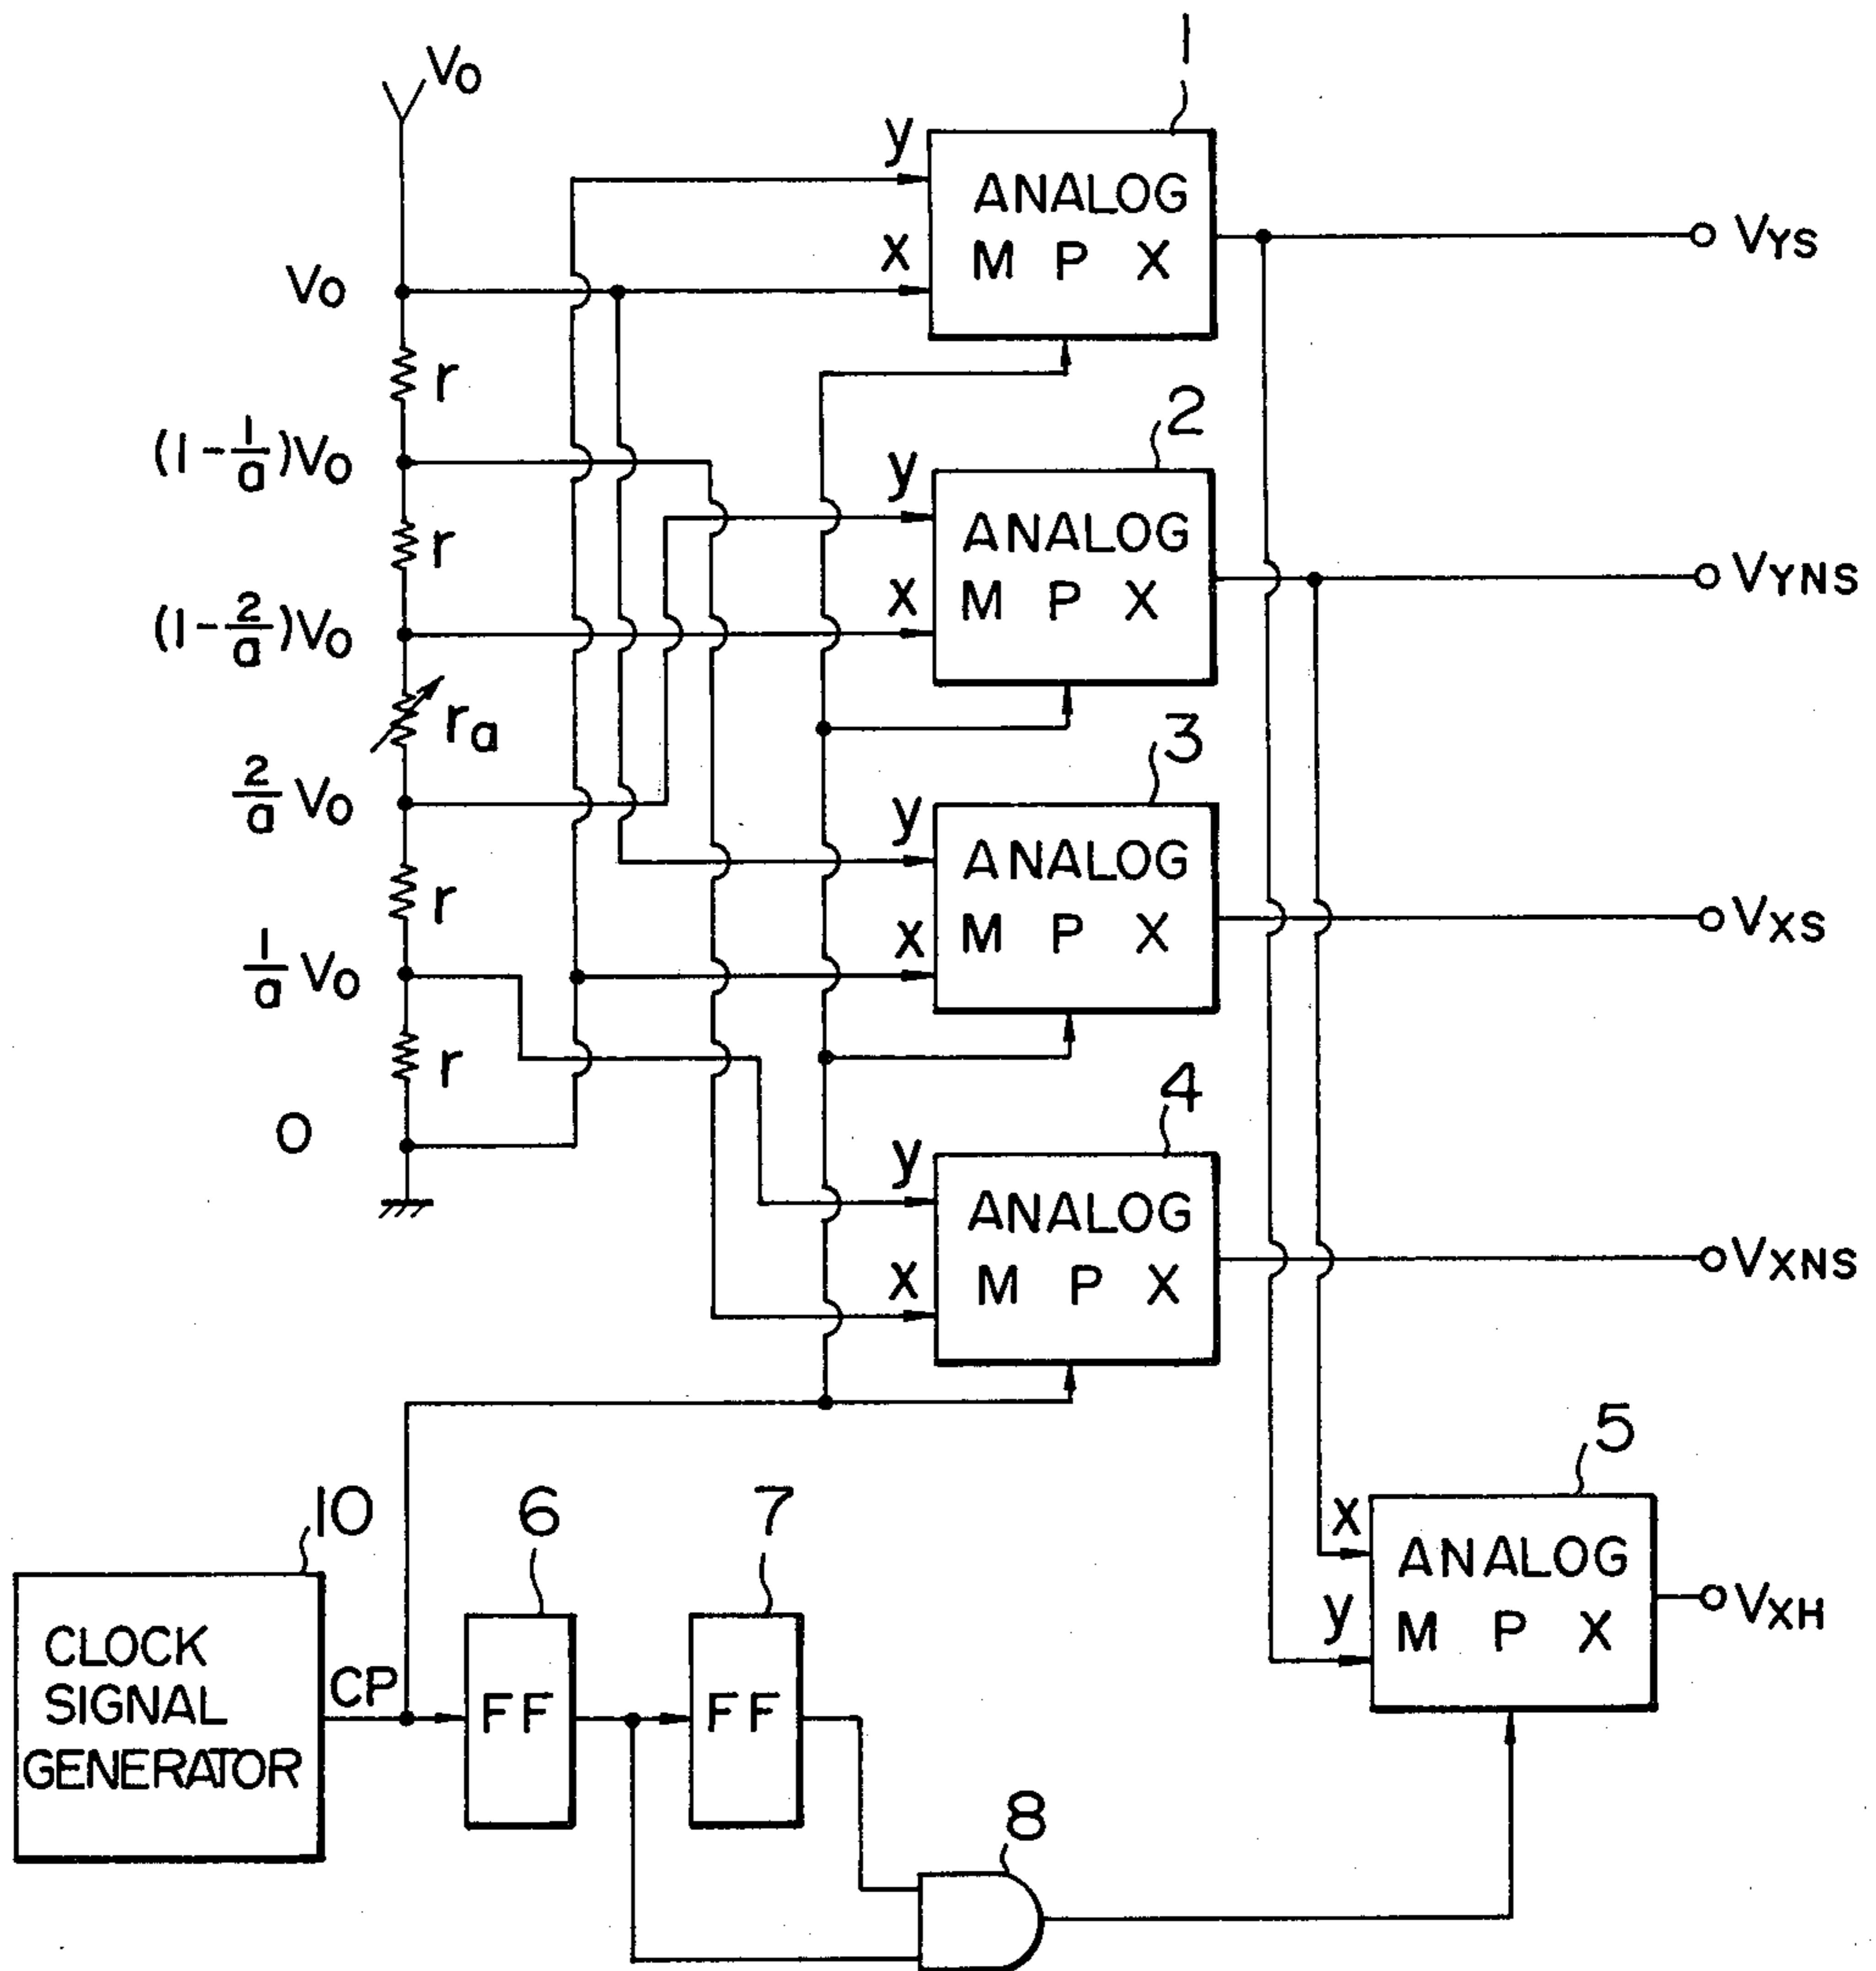 1
V0
y
ANALOG
M P X
x
VYS
V0
r
(1-1/a)V0
2
y
ANALOG
M P X
x
VYNS
r
(1-2/a)V0
ra
3
2/a V0
y
ANALOG
M P X
x
VXS
r
1/a V0
r
4
0
y
ANALOG
M P X
x
VXNS
5
x
ANALOG
M P X
y
VXH
10
6
7
CLOCK
SIGNAL
GENERATOR
CP
FF
FF
8